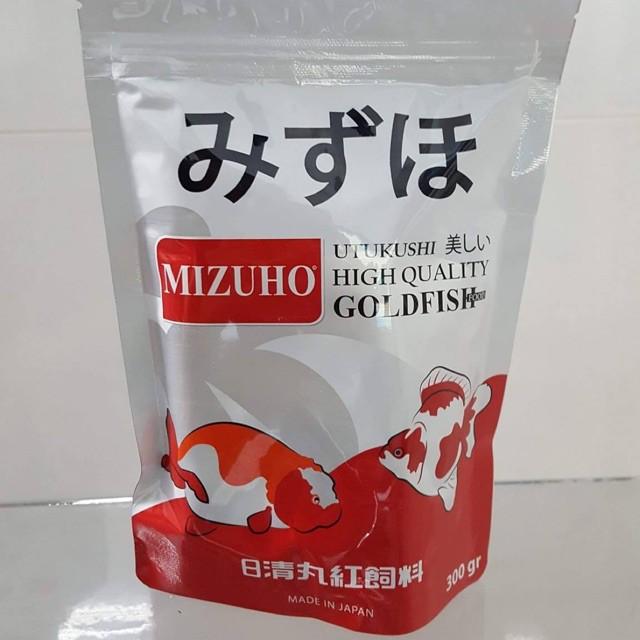 みずほ
MIZUHO®
UTUKUSHI 美しい
HIGH QUALITY
GOLDFISH FOOD
日清丸紅飼料
300 gr
MADE IN JAPAN